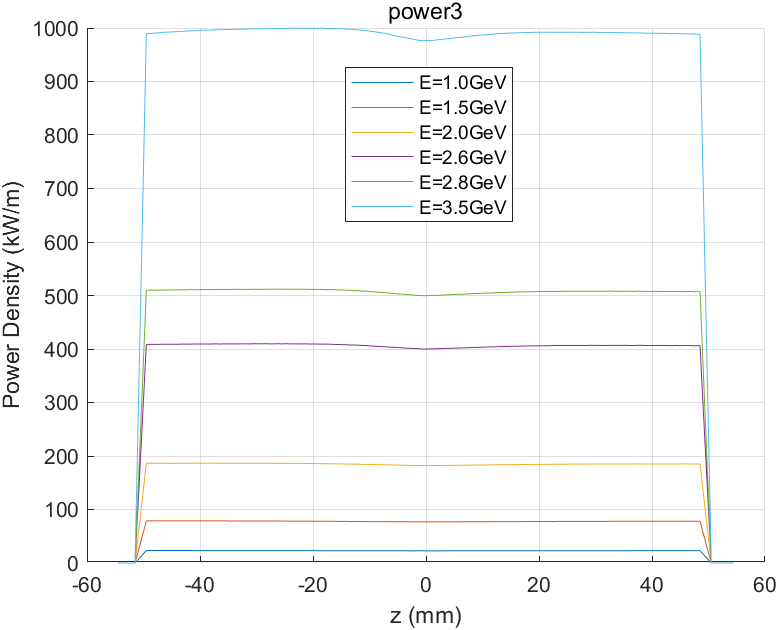 power3
1000
900
800
700
600
500
400
300
200
100
0
Power Density (kW/m)
E=1.0GeV
E=1.5GeV
E=2.0GeV
E=2.6GeV
E=2.8GeV
E=3.5GeV
-60 -40 -20 0 20 40 60
z (mm)